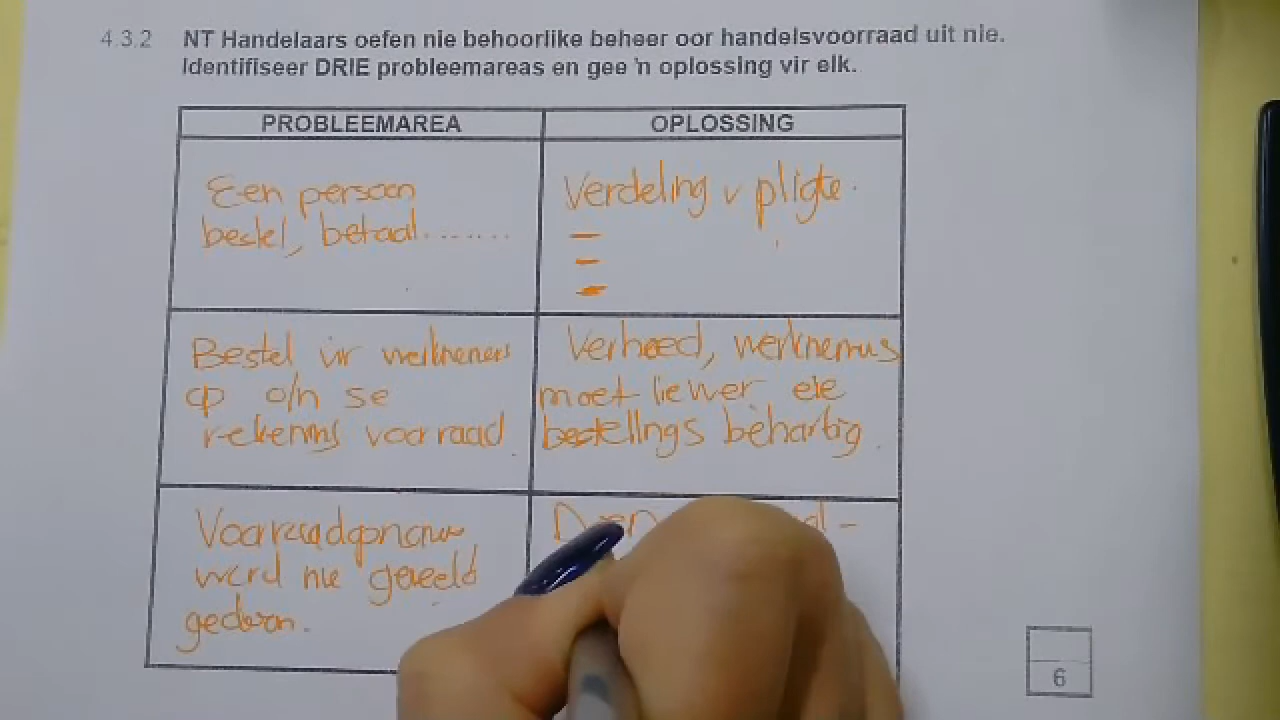 4.3.2 NT Handelaars oefen nie behoorlike beheer oor handelsvoorraad uit nie.
Identifiseer DRIE probleemareas en gee 'n oplossing vir elk.
PROBLEEMAREA OPLOSSING
Een persoon
bestel, betaal........
Verdeling v pligte.
–
–
–
Bestel vir werknemers
op o/n se
rekening voorraad.
Verhoed, werknemers
moet liewer eie
bestellings behartig.
Voorraadopname
word nie gereeld
gedoen.
Doen
6